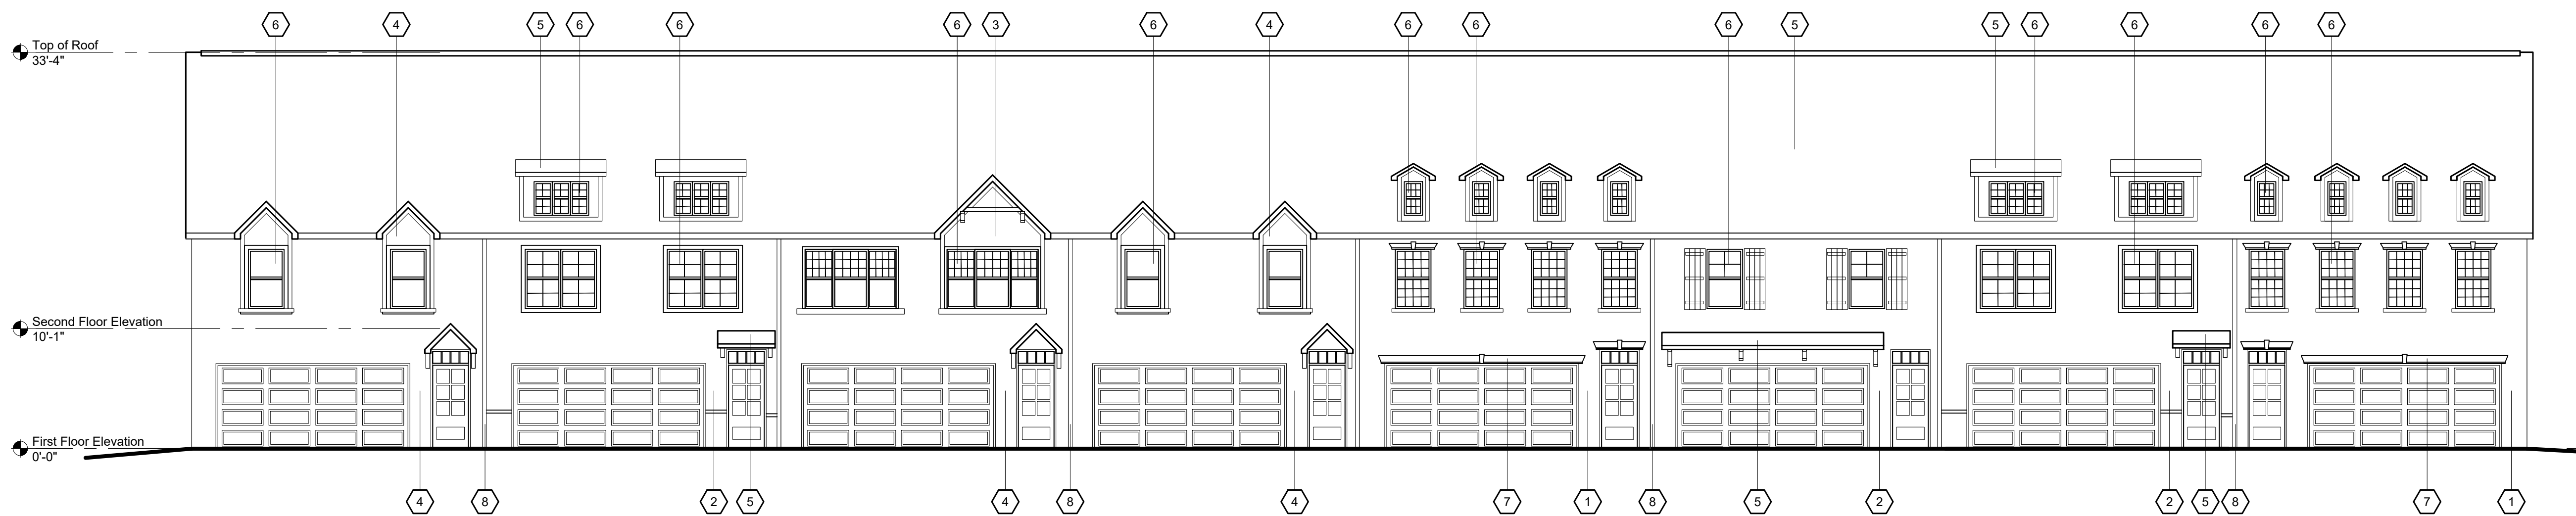 6 4 5 6 6 6 3 6 4 6 6 6 5 5 6 6 6 6
Top of Roof
33'-4"
Second Floor Elevation
10'-1"
First Floor Elevation
0'-0"
4 8 2 5 4 8 4 7 1 8 5 2 2 5 8 7 1